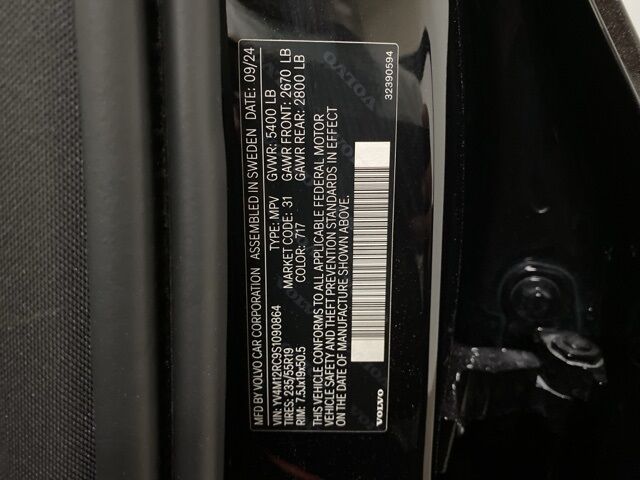 MFD BY VOLVO CAR CORPORATION ASSEMBLED IN SWEDEN DATE: 09/24
VIN: YV4M12RC9S1090864 TYPE: MPV GVWR: 5400 LB
TIRES: 235/55R19 MARKET CODE: 31 GAWR FRONT: 2670 LB
RIM: 7.5Jx19x50.5 COLOR: 717 GAWR REAR: 2800 LB
THIS VEHICLE CONFORMS TO ALL APPLICABLE FEDERAL MOTOR
VEHICLE SAFETY AND THEFT PREVENTION STANDARDS IN EFFECT
ON THE DATE OF MANUFACTURE SHOWN ABOVE.
VOLVO
32390594